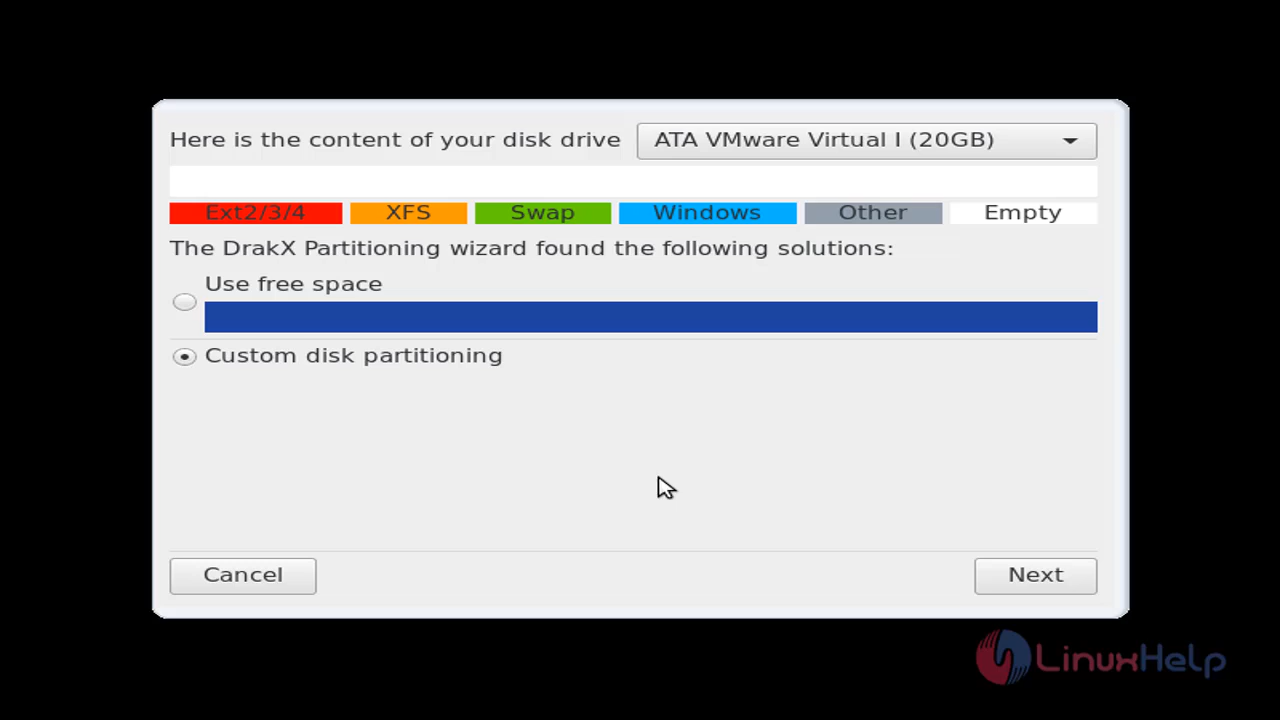 Here is the content of your disk drive ATA VMware Virtual I (20GB)
Ext2/3/4 XFS Swap Windows Other Empty
The DrakX Partitioning wizard found the following solutions:
Use free space
Custom disk partitioning
Cancel Next
LinuxHelp